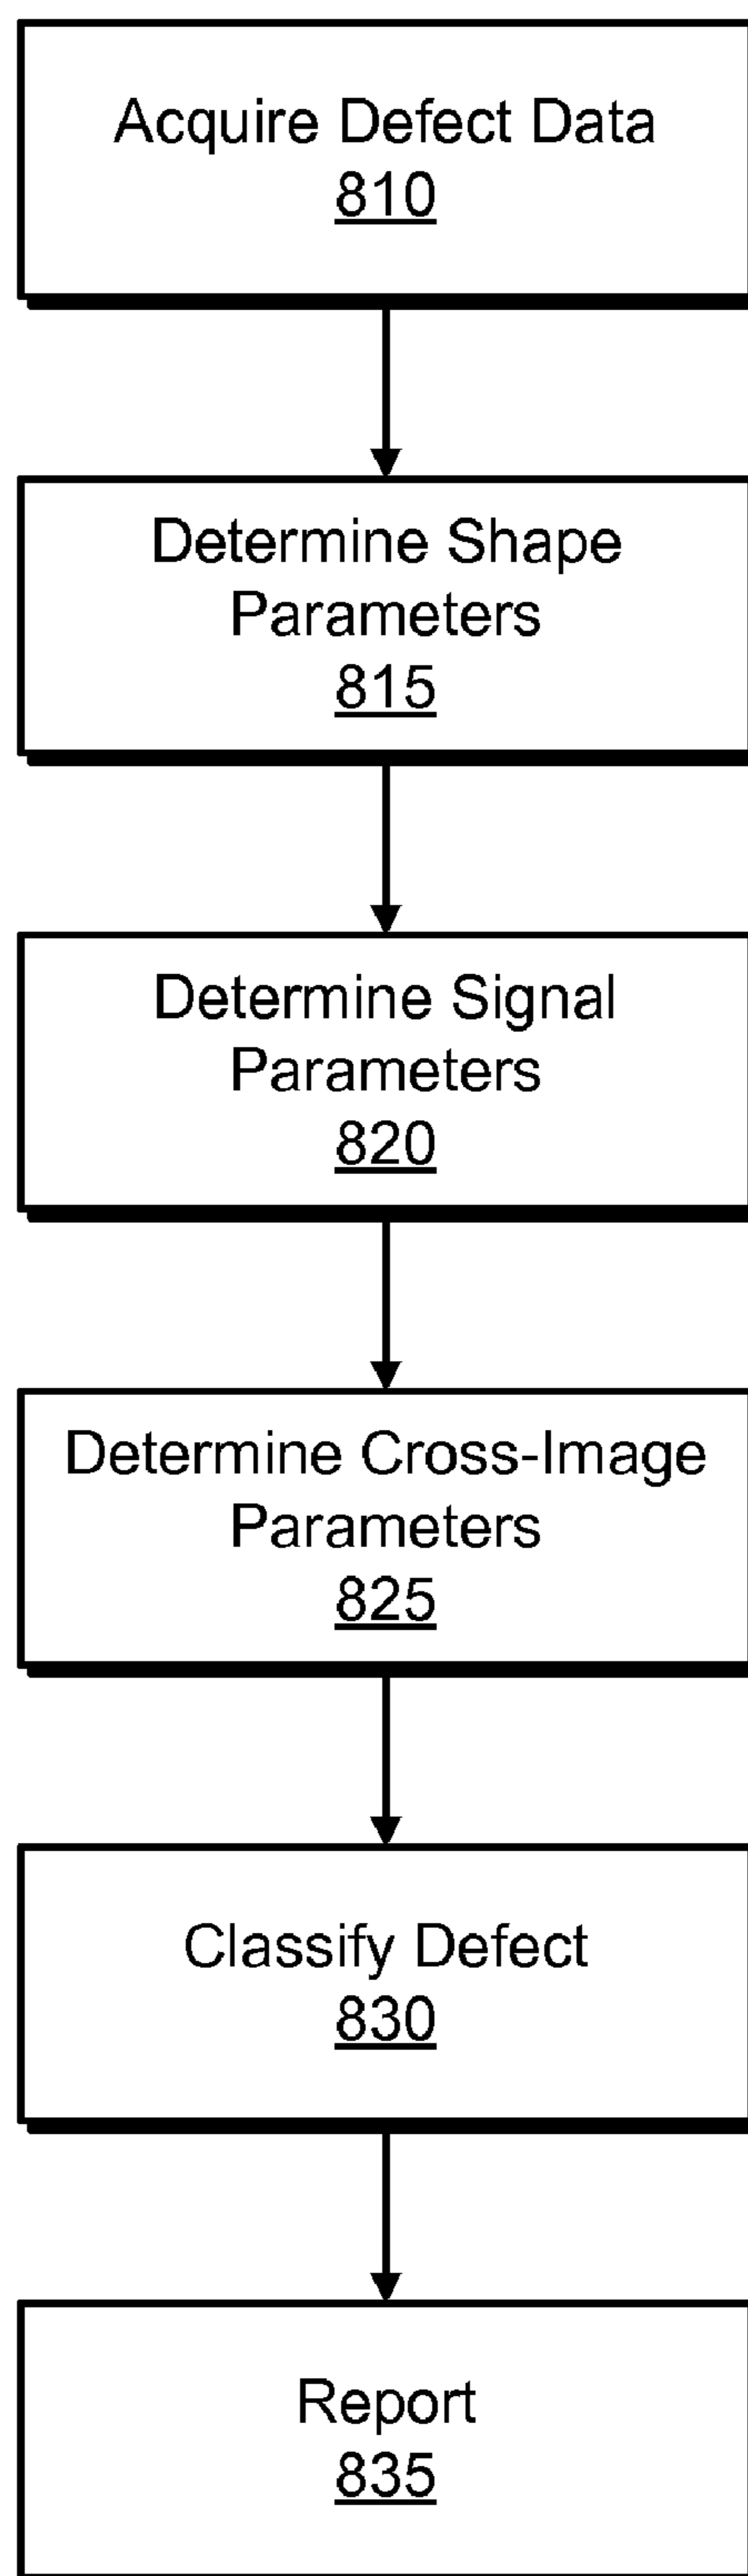 Acquire Defect Data
810
Determine Shape
Parameters
815
Determine Signal
Parameters
820
Determine Cross-Image
Parameters
825
Classify Defect
830
Report
835